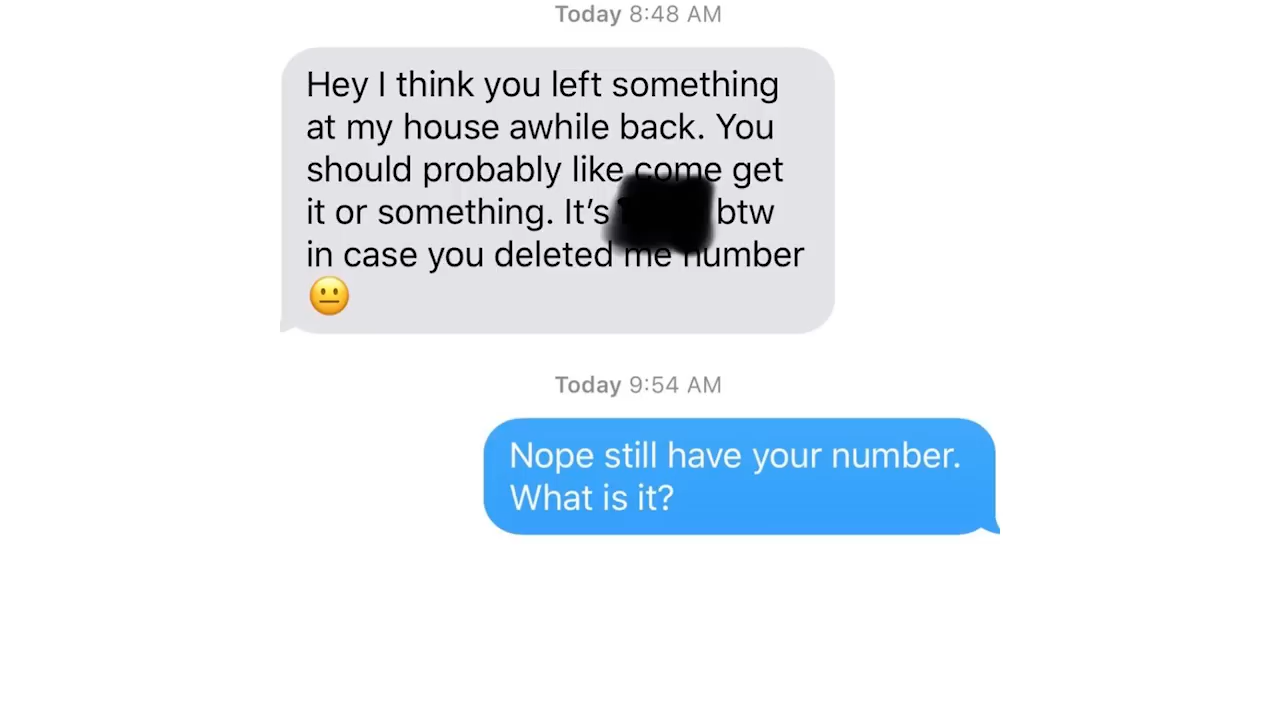 Today 8:48 AM
Hey I think you left something
at my house awhile back. You
should probably like come get
it or something. It’s btw
in case you deleted me number
😐
Today 9:54 AM
Nope still have your number.
What is it?